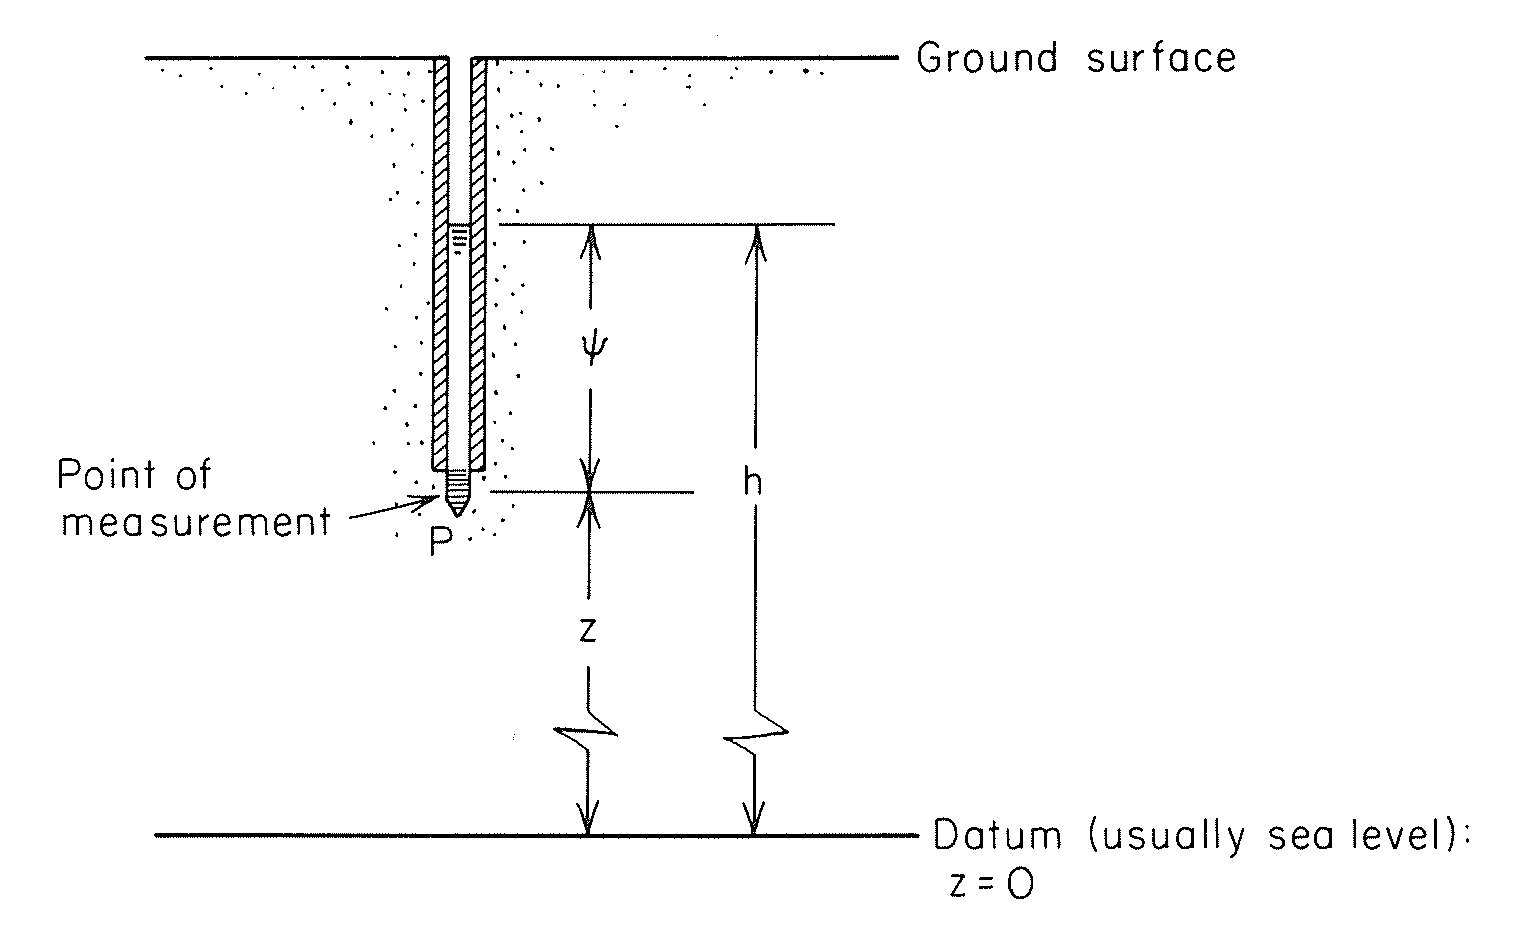 Ground surface
ψ
h
Point of
measurement
P
z
Datum (usually sea level):
z = 0